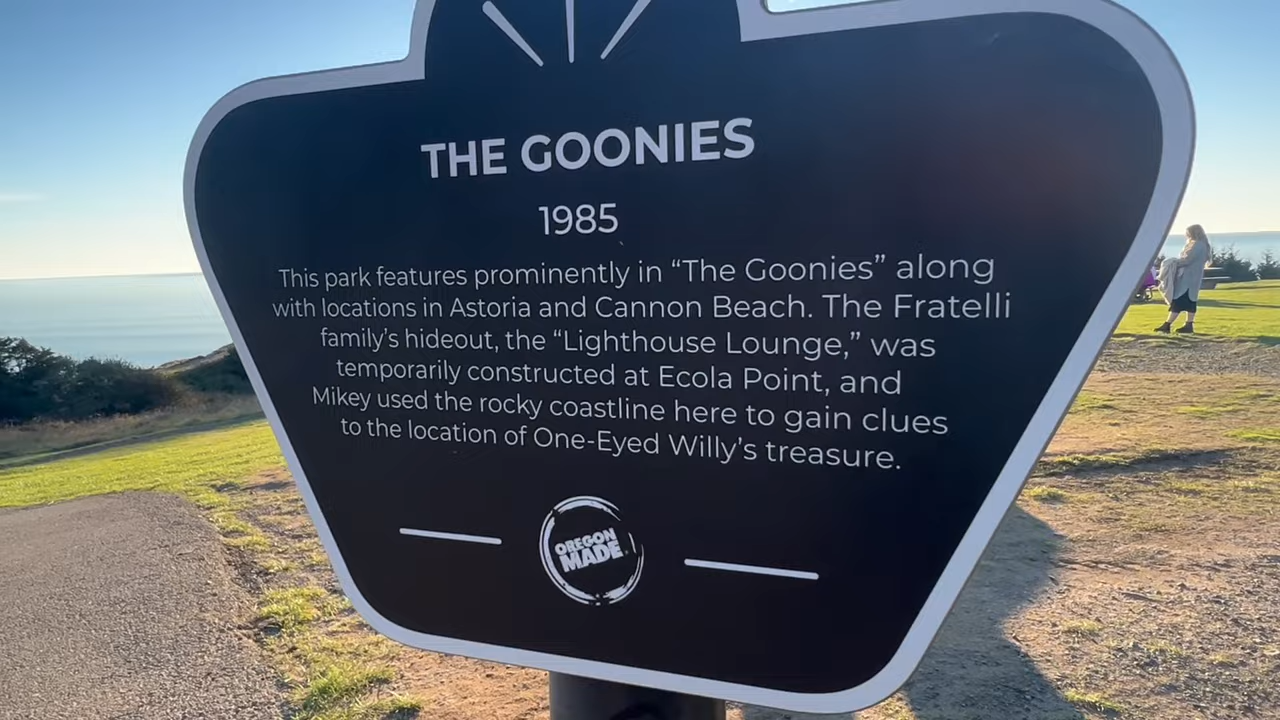 THE GOONIES
1985
This park features prominently in “The Goonies” along
with locations in Astoria and Cannon Beach. The Fratelli
family’s hideout, the “Lighthouse Lounge,” was
temporarily constructed at Ecola Point, and
Mikey used the rocky coastline here to gain clues
to the location of One-Eyed Willy’s treasure.
OREGON
MADE